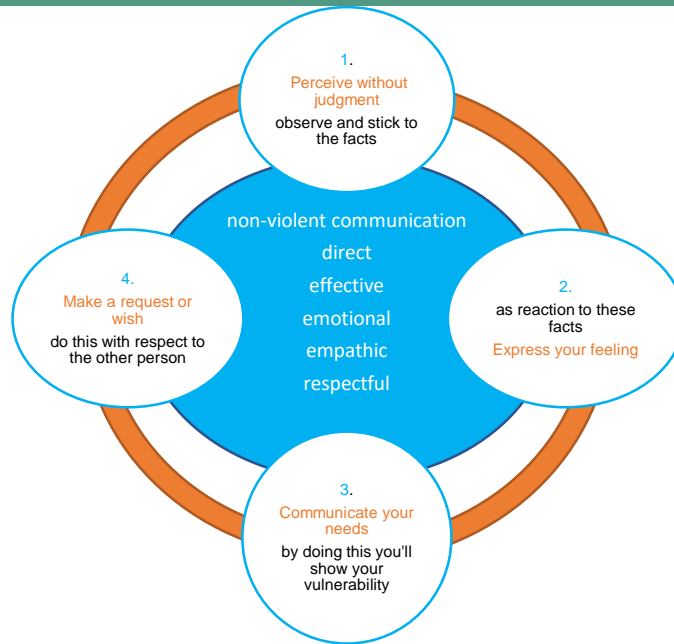 1.
Perceive without
judgment
observe and stick to
the facts
non-violent communication
direct
effective
emotional
empathic
respectful
2.
as reaction to these
facts
Express your feeling
3.
Communicate your
needs
by doing this you'll
show your
vulnerability
4.
Make a request or
wish
do this with respect to
the other person